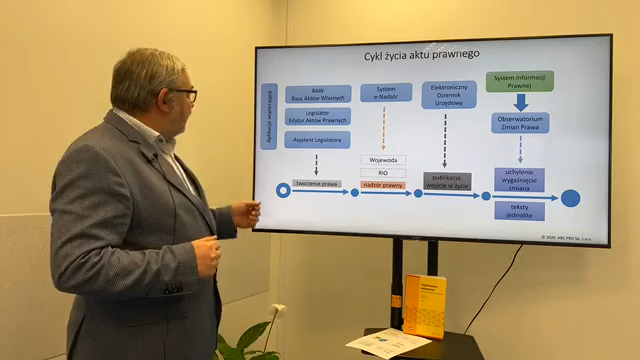 Cykl życia aktu prawnego
Aplikacje wspierające
BAW
Baza Aktów Własnych
Legislator
Edytor Aktów Prawnych
Asystent Legislatora
tworzenie prawa
System
e-Nadzór
Wojewoda
RIO
nadzór prawny
Elektroniczny
Dziennik
Urzędowy
publikacja,
wejście w życie
System Informacji
Prawnej
Obserwatorium
Zmian Prawa
uchylenie
wygaśnięcie
zmiana
teksty
jednolite
© 2020 ABC PRO Sp. z o.o.